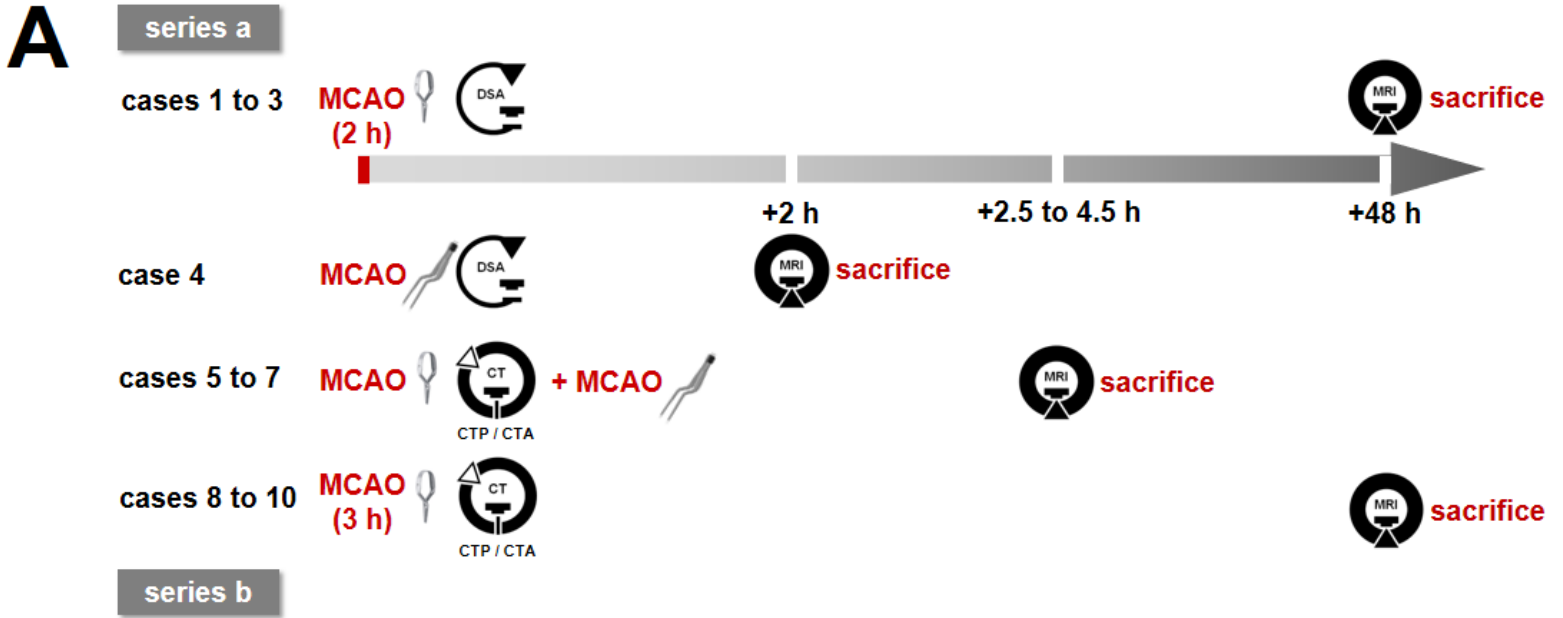 A
series a
cases 1 to 3 MCAO DSA MRI sacrifice
(2 h)
+2 h +2.5 to 4.5 h +48 h
case 4 MCAO DSA MRI sacrifice
cases 5 to 7 MCAO CT + MCAO MRI sacrifice
CTP / CTA
cases 8 to 10 MCAO CT MRI sacrifice
(3 h)
CTP / CTA
series b